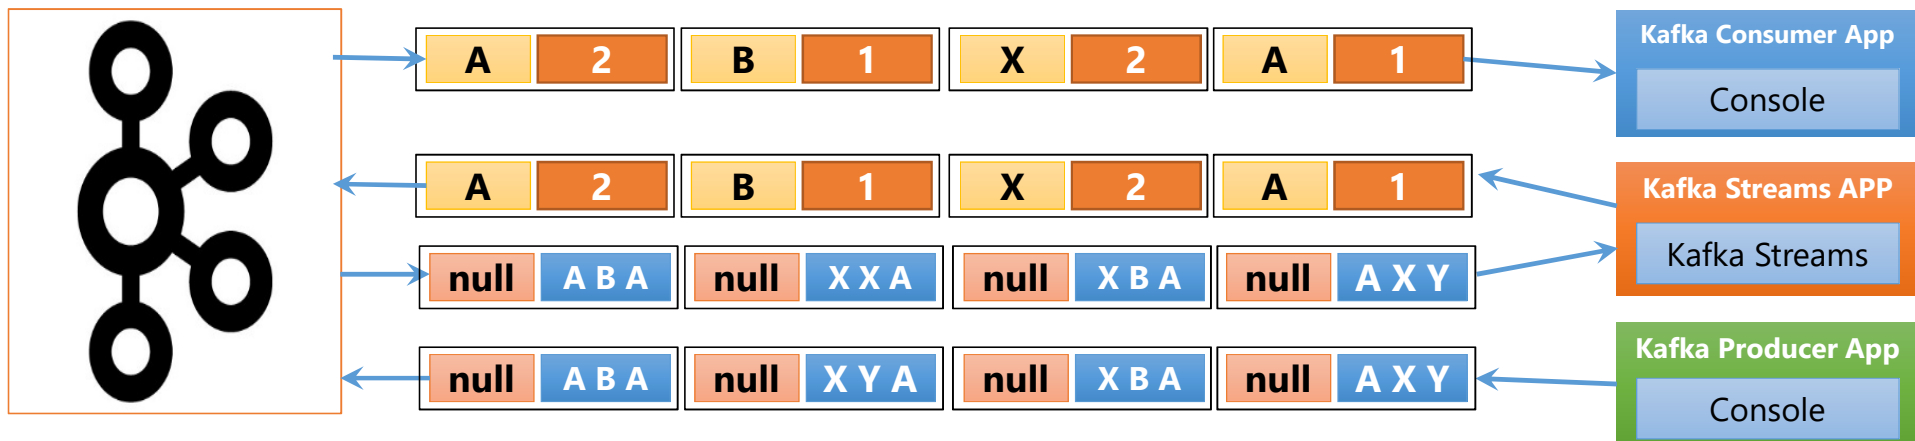 A 2 B 1 X 2 A 1
Kafka Consumer App
Console
A 2 B 1 X 2 A 1
Kafka Streams APP
Kafka Streams
null A B A null X X A null X B A null A X Y
null A B A null X Y A null X B A null A X Y
Kafka Producer App
Console